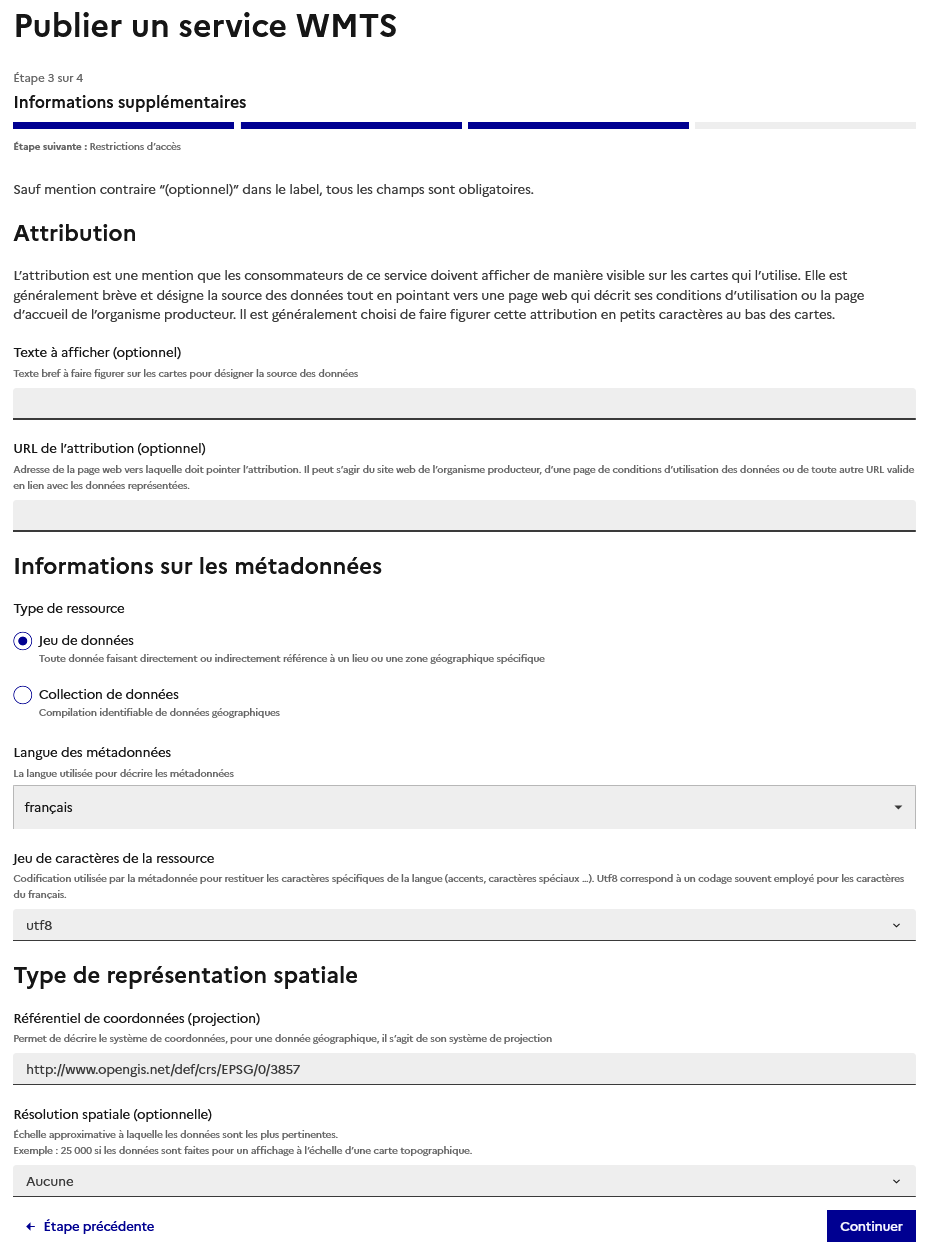 Publier un service WMTS
Étape 3 sur 4
Informations supplémentaires
Étape suivante : Restrictions d’accès
Sauf mention contraire “(optionnel)” dans le label, tous les champs sont obligatoires.
Attribution
L’attribution est une mention que les consommateurs de ce service doivent afficher de manière visible sur les cartes qui l’utilise. Elle est
généralement brève et désigne la source des données tout en pointant vers une page web qui décrit ses conditions d’utilisation ou la page
d’accueil de l’organisme producteur. Il est généralement choisi de faire figurer cette attribution en petits caractères au bas des cartes.
Texte à afficher (optionnel)
Texte bref à faire figurer sur les cartes pour désigner la source des données
URL de l’attribution (optionnel)
Adresse de la page web vers laquelle doit pointer l’attribution. Il peut s’agir du site web de l’organisme producteur, d’une page de conditions d’utilisation des données ou de toute autre URL valide
en lien avec les données représentées.
Informations sur les métadonnées
Type de ressource
Jeu de données
Toute donnée faisant directement ou indirectement référence à un lieu ou une zone géographique spécifique
Collection de données
Compilation identifiable de données géographiques
Langue des métadonnées
La langue utilisée pour décrire les métadonnées
français
Jeu de caractères de la ressource
Codification utilisée par la métadonnée pour restituer les caractères spécifiques de la langue (accents, caractères spéciaux ...). Utf8 correspond à un codage souvent employé pour les caractères
du français.
utf8
Type de représentation spatiale
Référentiel de coordonnées (projection)
Permet de décrire le système de coordonnées, pour une donnée géographique, il s’agit de son système de projection
http://www.opengis.net/def/crs/EPSG/0/3857
Résolution spatiale (optionnelle)
Échelle approximative à laquelle les données sont les plus pertinentes.
Exemple : 25 000 si les données sont faites pour un affichage à l’échelle d’une carte topographique.
Aucune
← Étape précédente
Continuer